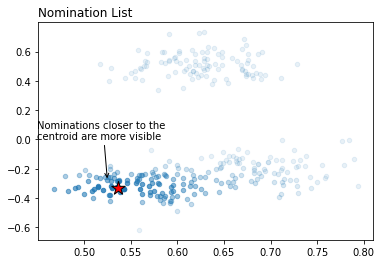 Nomination List
0.6
0.4
0.2
0.0
−0.2
−0.4
−0.6
Nominations closer to the
centroid are more visible
0.50 0.55 0.60 0.65 0.70 0.75 0.80